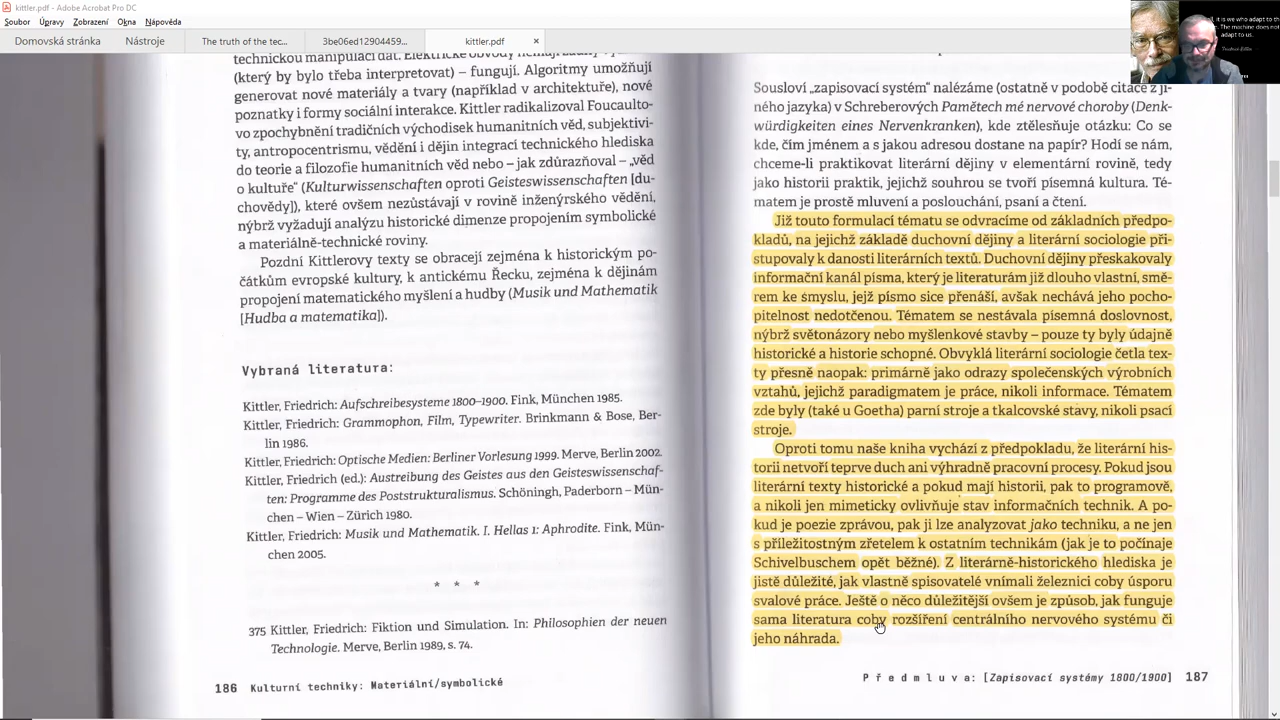 kittler.pdf - Adobe Acrobat Pro DC
Soubor Úpravy Zobrazení Okna Nápověda
Domovská stránka Nástroje The truth of the tec... 3be06ed12904459... kittler.pdf
it is we who adapt to the
The machine does not
adapt to us.
technickou manipulací dat. Elektrické obvody
(který by bylo třeba interpretovat) – fungují. Algoritmy umožňují
generovat nové materiály a tvary (například v architektuře), nové
poznatky i formy sociální interakce. Kittler radikalizoval Foucaulto-
vo zpochybnění tradičních východisek humanitních věd, subjektivi-
ty, antropocentrismu, vědění i dějin integrací technického hlediska
do teorie a filozofie humanitních věd nebo – jak zdůrazňoval – „věd
o kultuře“ (Kulturwissenschaften oproti Geisteswissenschaften [du-
chovědy]), které ovšem nezůstávají v rovině inženýrského vědění,
nýbrž vyžadují analýzu historické dimenze propojením symbolické
a materiálně-technické roviny.
Pozdní Kittlerovy texty se obracejí zejména k historickým po-
čátkům evropské kultury, k antickému Řecku, zejména k dějinám
propojení matematického myšlení a hudby (Musik und Mathematik
[Hudba a matematika]).
Vybraná literatura:
Kittler, Friedrich: Aufschreibesysteme 1800–1900. Fink, München 1985.
Kittler, Friedrich: Grammophon, Film, Typewriter. Brinkmann & Bose, Ber-
lin 1986.
Kittler, Friedrich: Optische Medien: Berliner Vorlesung 1999. Merve, Berlin 2002.
Kittler, Friedrich (ed.): Austreibung des Geistes aus den Geisteswissenschaf-
ten: Programme des Poststrukturalismus. Schöningh, Paderborn – Mün-
chen – Wien – Zürich 1980.
Kittler, Friedrich: Musik und Mathematik. I. Hellas 1: Aphrodite. Fink, Mün-
chen 2005.
* * *
375 Kittler, Friedrich: Fiktion und Simulation. In: Philosophien der neuen
Technologie. Merve, Berlin 1989, s. 74.
186 Kulturní techniky: Materiální/symbolické
Sousloví „zapisovací systém“ nalézáme (ostatně v podobě citace z ji-
ného jazyka) v Schreberových Pamětech mé nervové choroby (Denk-
würdigkeiten eines Nervenkranken), kde ztělesňuje otázku: Co se
kde, čím jménem a s jakou adresou dostane na papír? Hodí se nám,
chceme-li praktikovat literární dějiny v elementární rovině, tedy
jako historii praktik, jejichž souhrou se tvoří písemná kultura. Té-
matem je prostě mluvení a poslouchání, psaní a čtení.
Již touto formulací tématu se odvracíme od základních předpo-
kladů, na jejichž základě duchovní dějiny a literární sociologie při-
stupovaly k danosti literárních textů. Duchovní dějiny přeskakovaly
informační kanál písma, který je literaturám již dlouho vlastní, smě-
rem ke smyslu, jejž písmo sice přenáší, avšak nechává jeho pocho-
pitelnost nedotčenou. Tématem se nestávala písemná doslovnost,
nýbrž světonázory nebo myšlenkové stavby – pouze ty byly údajně
historické a historie schopné. Obvyklá literární sociologie četla tex-
ty přesně naopak: primárně jako odrazy společenských výrobních
vztahů, jejichž paradigmatem je práce, nikoli informace. Tématem
zde byly (také u Goetha) parní stroje a tkalcovské stavy, nikoli psací
stroje.
Oproti tomu naše kniha vychází z předpokladu, že literární his-
torii netvoří teprve duch ani výhradně pracovní procesy. Pokud jsou
literární texty historické a pokud mají historii, pak to programově,
a nikoli jen mimeticky ovlivňuje stav informačních technik. A po-
kud je poezie zprávou, pak ji lze analyzovat jako techniku, a ne jen
s příležitostným zřetelem k ostatním technikám (jak je to počínaje
Schivelbuschem opět běžné). Z literárně-historického hlediska je
jistě důležité, jak vlastně spisovatelé vnímali železnici coby úsporu
svalové práce. Ještě o něco důležitější ovšem je způsob, jak funguje
sama literatura coby rozšíření centrálního nervového systému či
jeho náhrada.
Předmluva: [Zapisovací systémy 1800/1900] 187